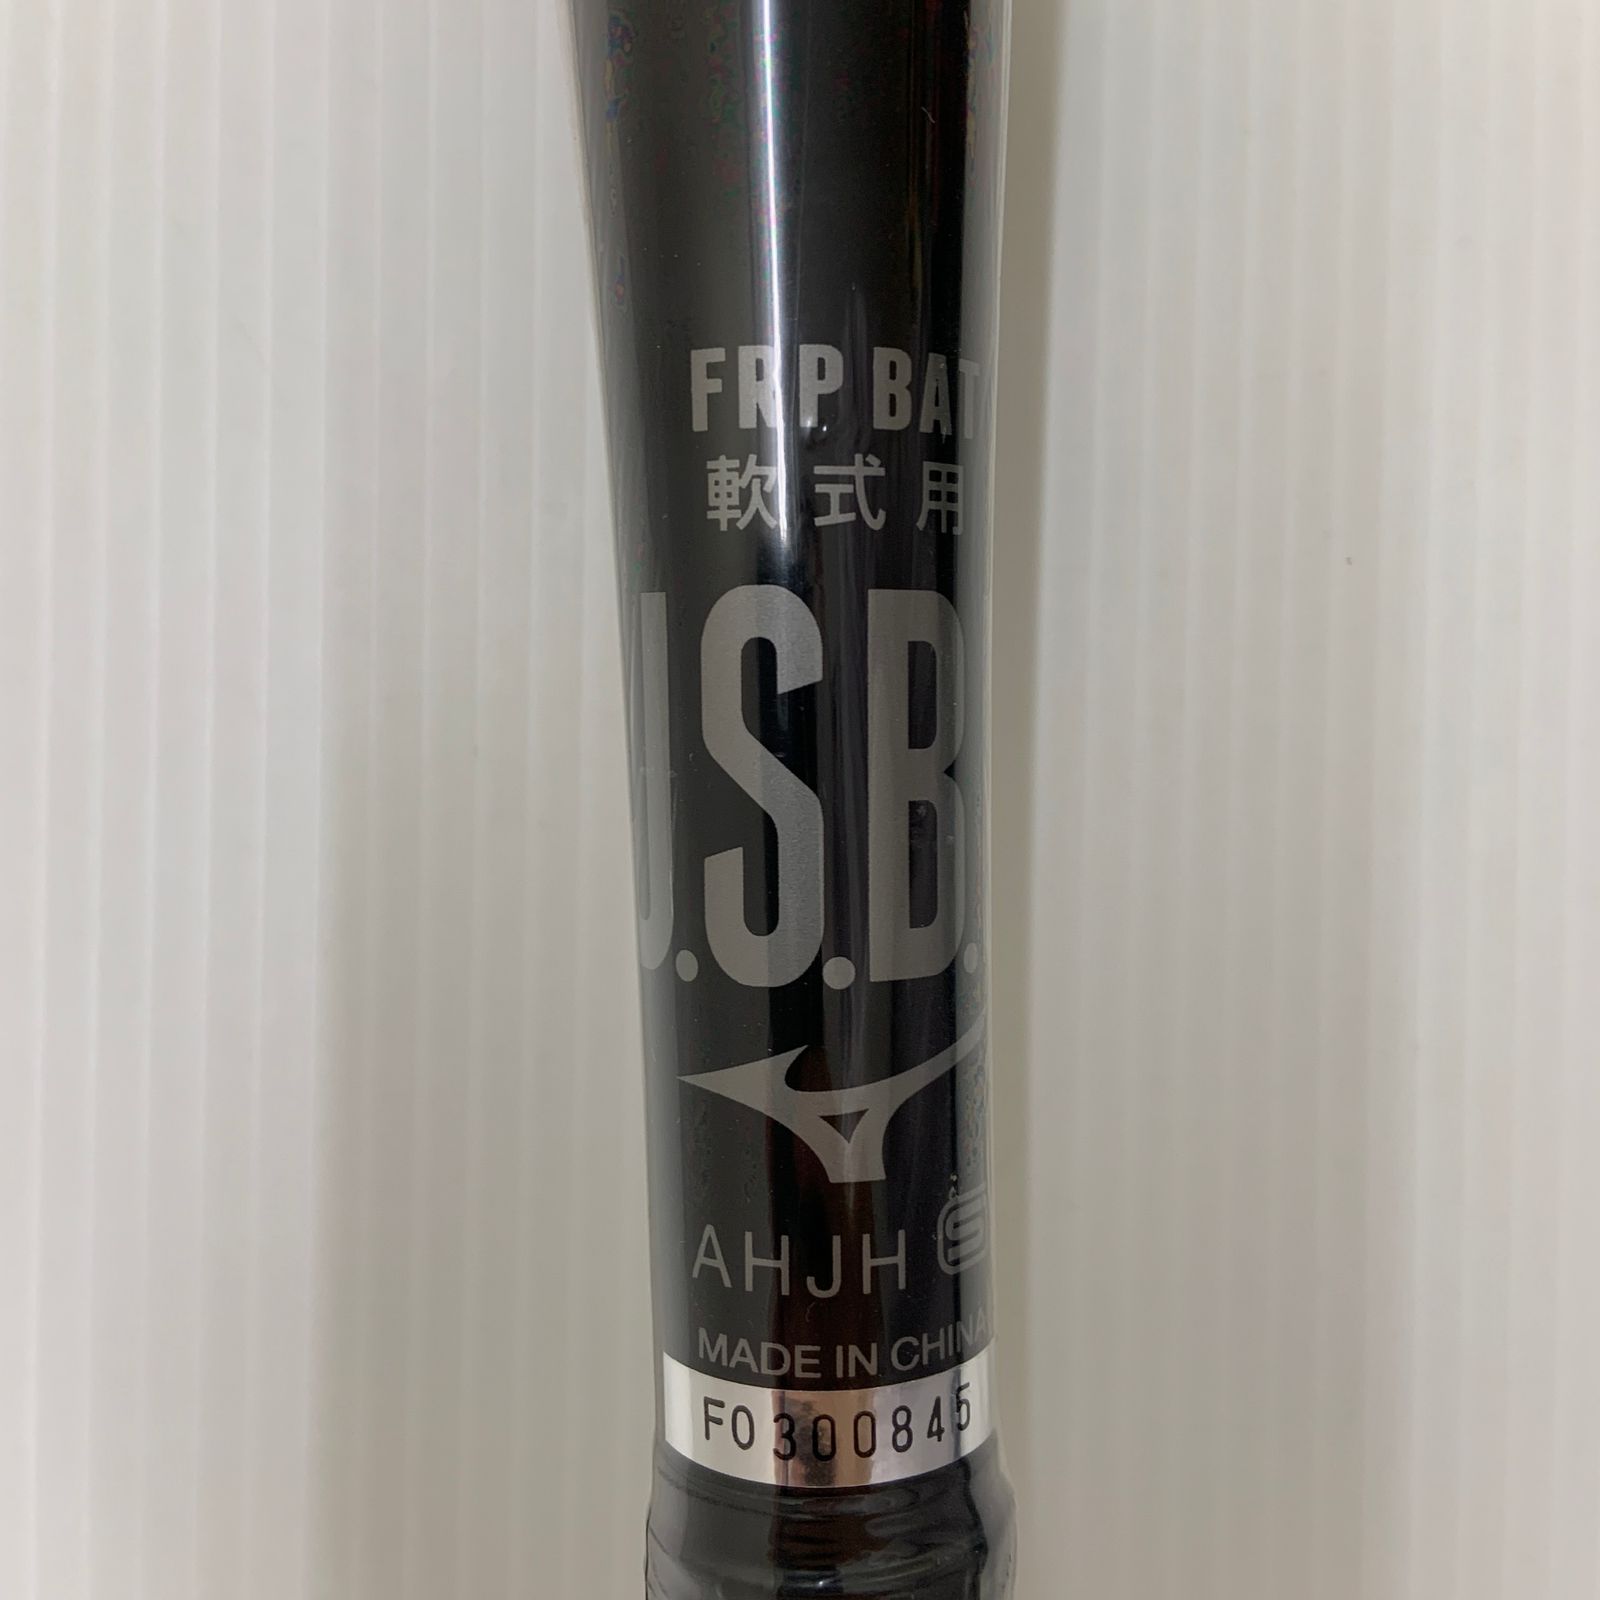 FRP BAT
軟式用
J.S.B.B.
AHJH S
MADE IN CHINA
F0300845